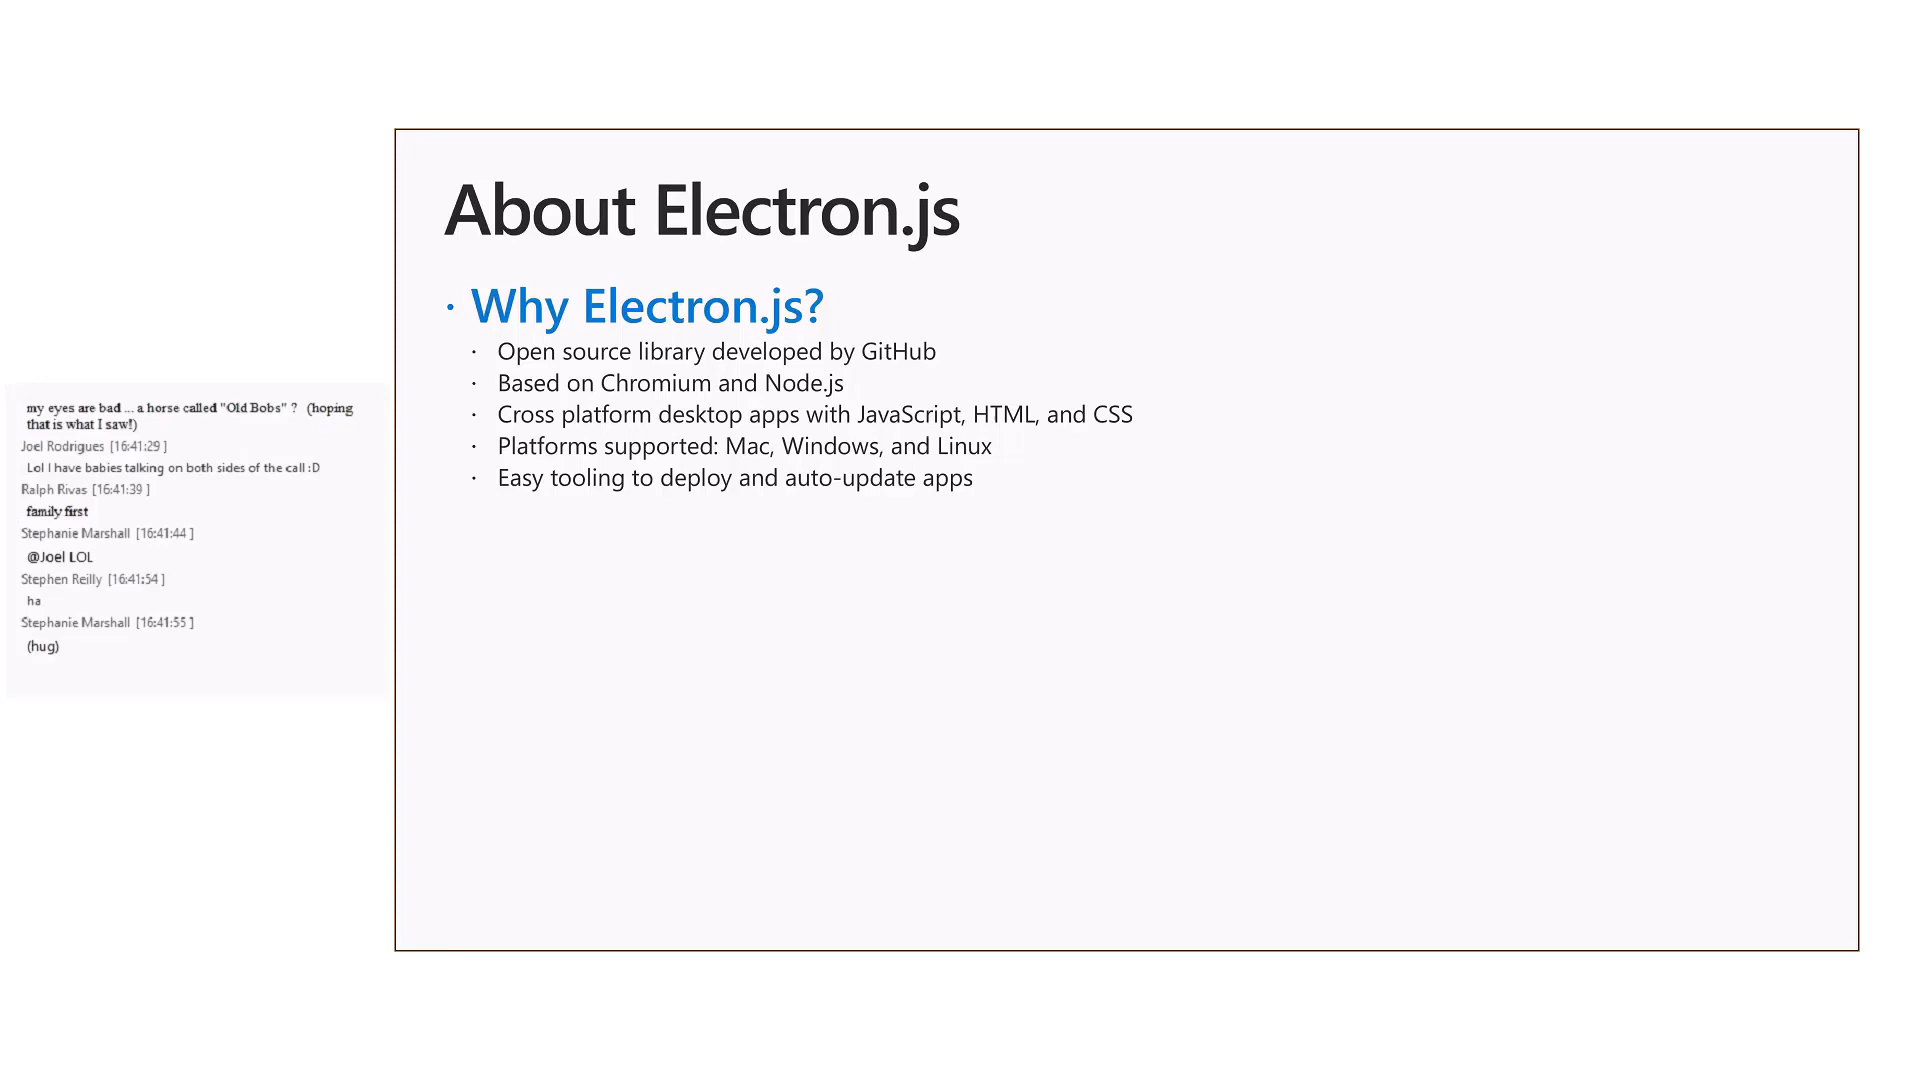 my eyes are bad ... a horse called "Old Bobs" ? (hoping
that is what I saw!)
Joel Rodrigues [16:41:29 ]
Lol I have babies talking on both sides of the call :D
Ralph Rivas [16:41:39 ]
family first
Stephanie Marshall [16:41:44 ]
@Joel LOL
Stephen Reilly [16:41:54 ]
ha
Stephanie Marshall [16:41:55 ]
(hug)
About Electron.js
· Why Electron.js?
· Open source library developed by GitHub
· Based on Chromium and Node.js
· Cross platform desktop apps with JavaScript, HTML, and CSS
· Platforms supported: Mac, Windows, and Linux
· Easy tooling to deploy and auto-update apps